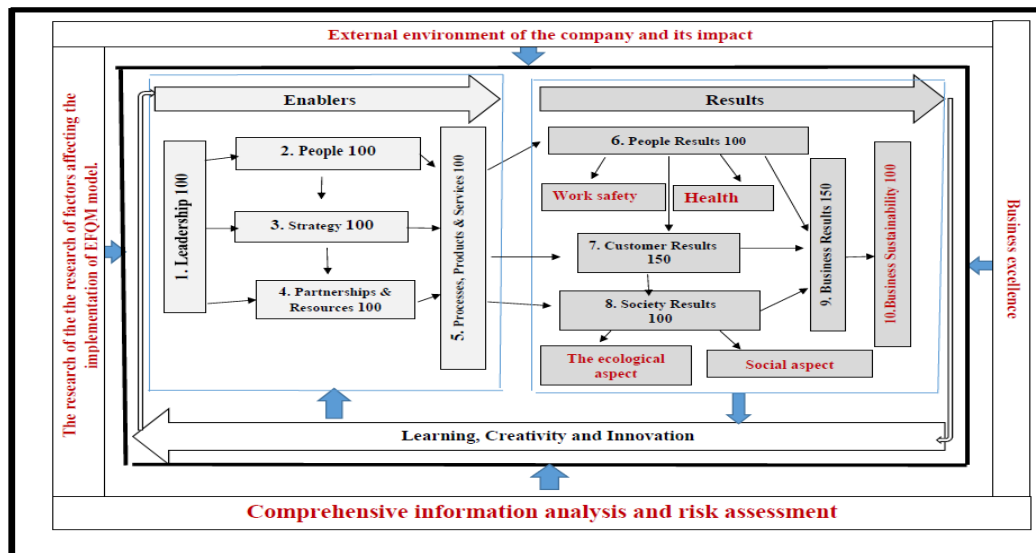 External environment of the company and its impact
The research of the the research of factors affecting the
implementation of EFQM model.
Enablers
1. Leadership 100
2. People 100
3. Strategy 100
4. Partnerships &
Resources 100
5. Processes, Products & Services 100
Results
6. People Results 100
Work safety
Health
7. Customer Results
150
8. Society Results
100
The ecological
aspect
Social aspect
9. Business Results 150
10.Business Sustainability 100
Business excellence
Learning, Creativity and Innovation
Comprehensive information analysis and risk assessment